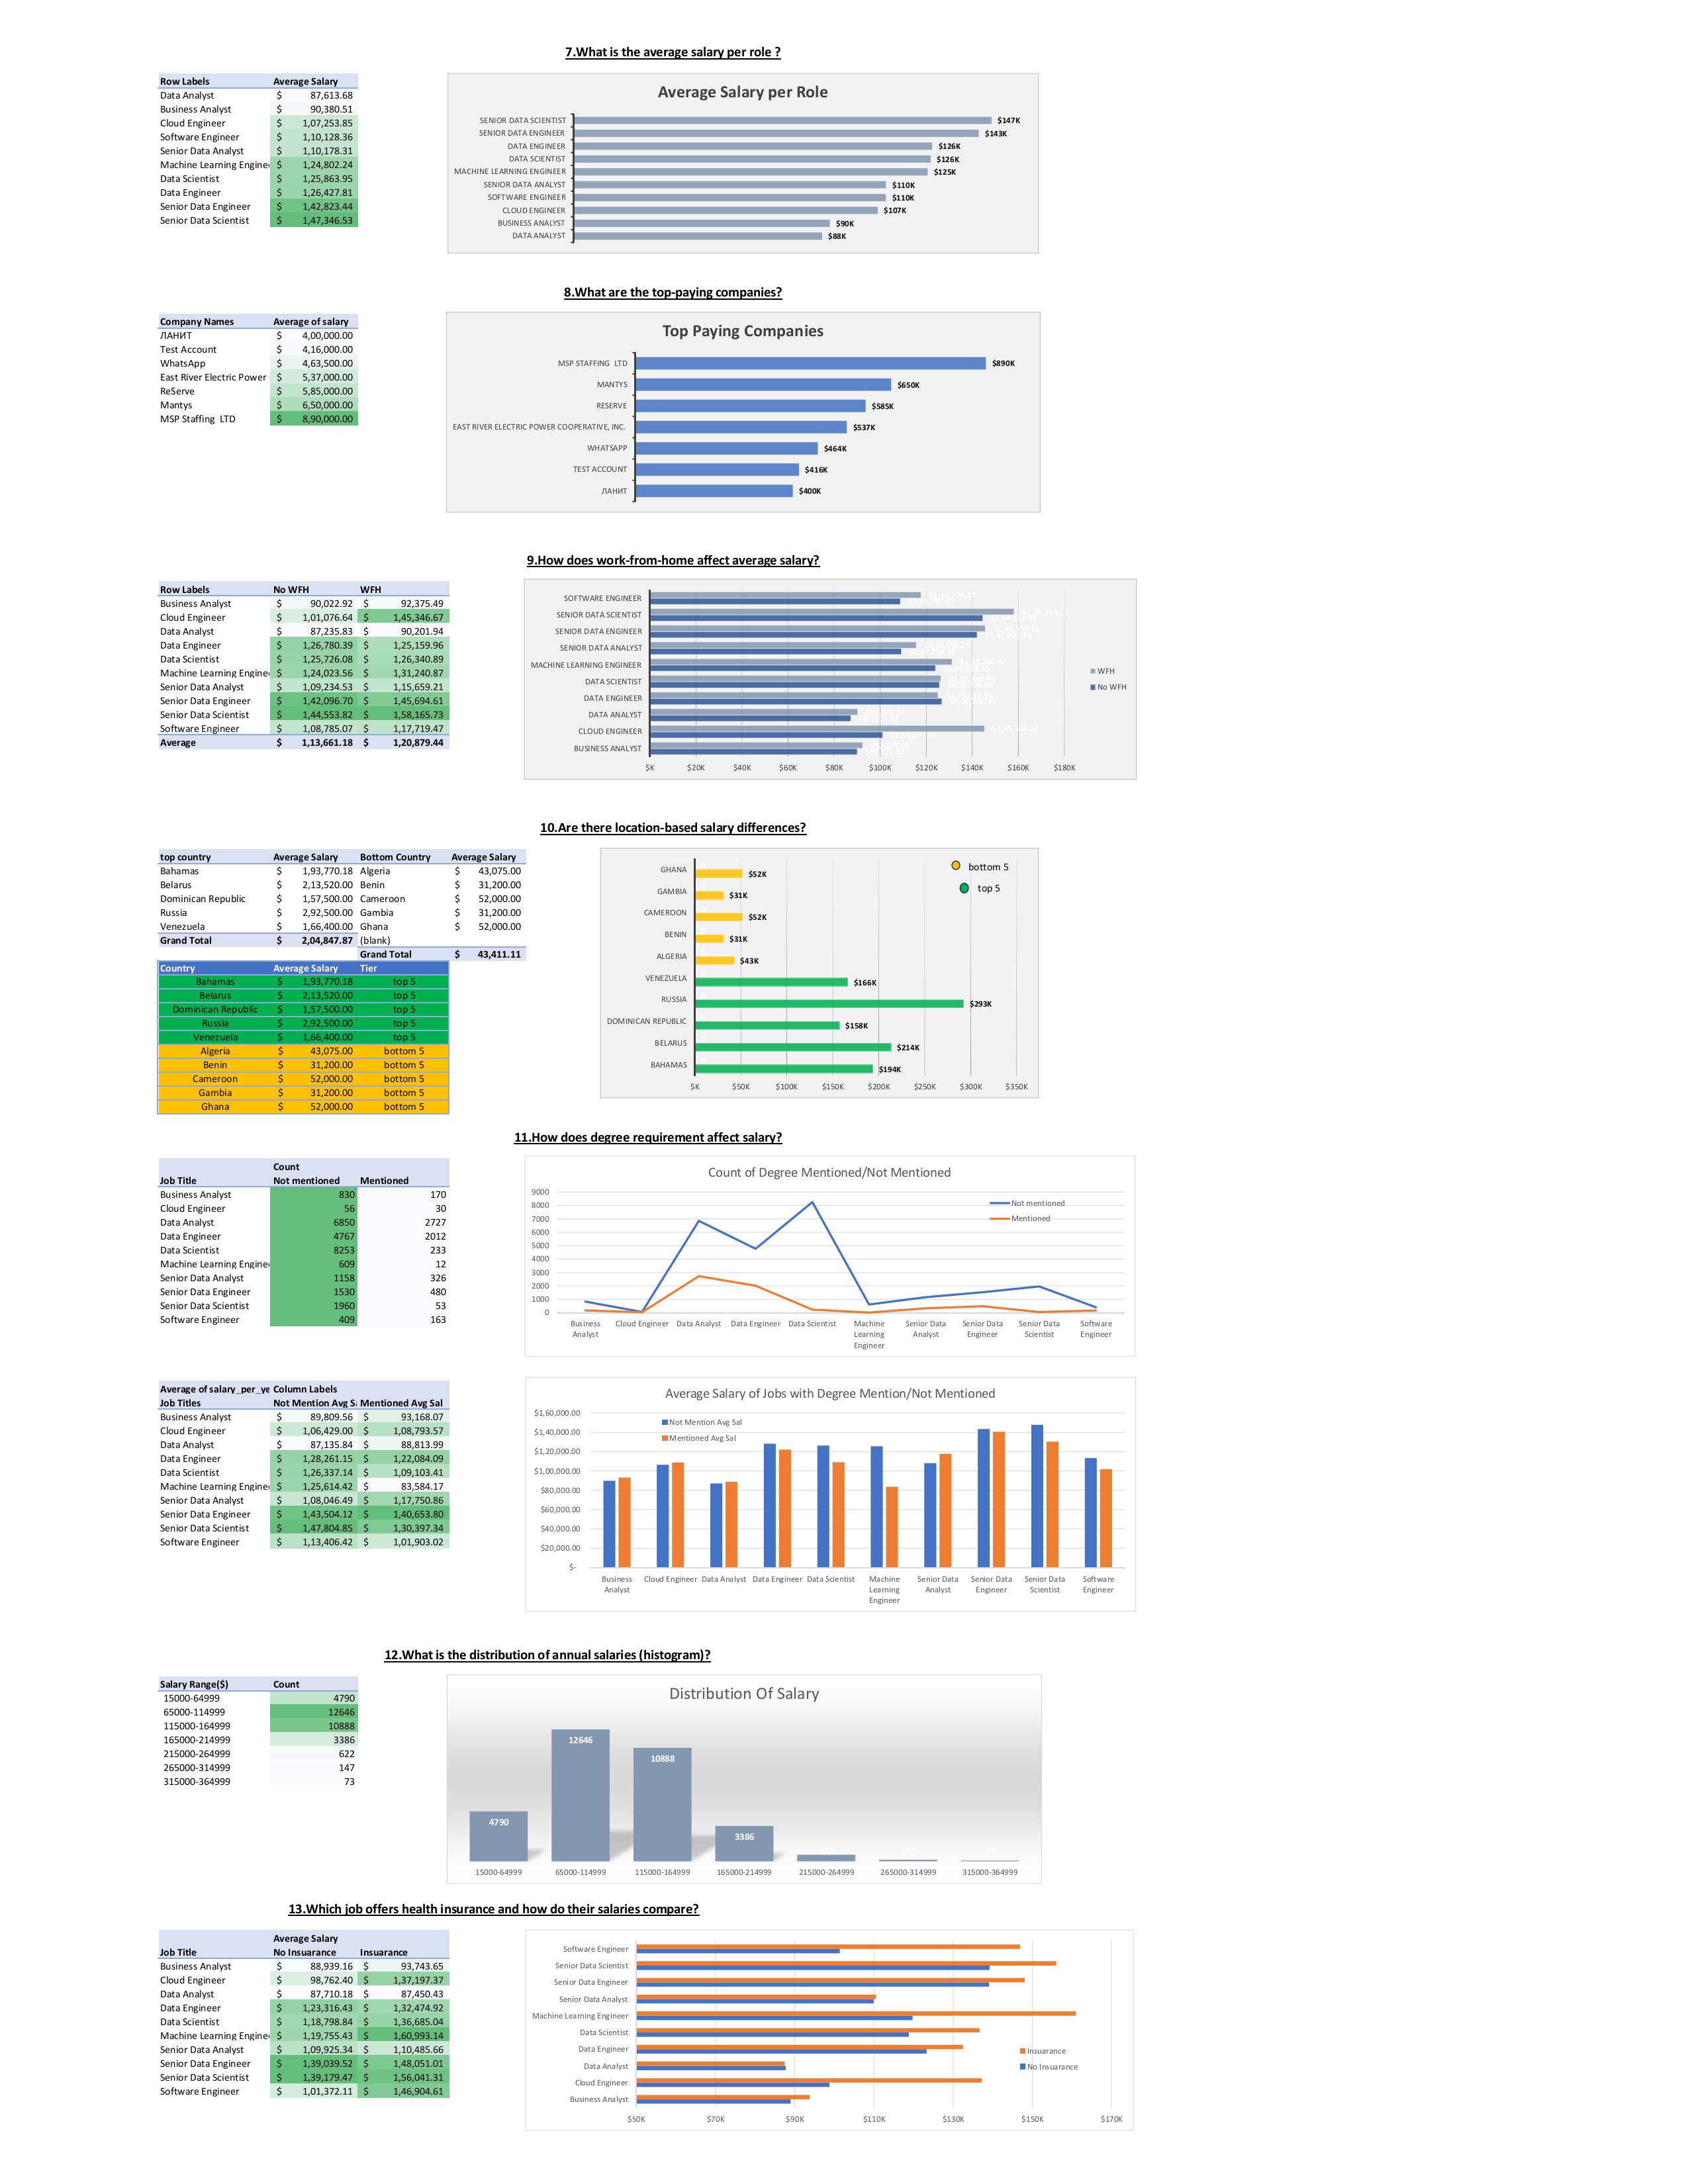 7.What is the average salary per role ?
Row Labels Average Salary
Data Analyst $ 87,613.68
Business Analyst $ 90,380.51
Cloud Engineer $ 1,07,253.85
Software Engineer $ 1,10,128.36
Senior Data Analyst $ 1,10,178.31
Machine Learning Engine $ 1,24,802.24
Data Scientist $ 1,25,863.95
Data Engineer $ 1,26,427.81
Senior Data Engineer $ 1,42,823.44
Senior Data Scientist $ 1,47,346.53
Average Salary per Role
SENIOR DATA SCIENTIST $147K
SENIOR DATA ENGINEER $143K
DATA ENGINEER $126K
DATA SCIENTIST $126K
MACHINE LEARNING ENGINEER $125K
SENIOR DATA ANALYST $110K
SOFTWARE ENGINEER $110K
CLOUD ENGINEER $107K
BUSINESS ANALYST $90K
DATA ANALYST $88K
8.What are the top-paying companies?
Company Names Average of salary
ЛАНИТ $ 4,00,000.00
Test Account $ 4,16,000.00
WhatsApp $ 4,63,500.00
East River Electric Power $ 5,37,000.00
ReServe $ 5,85,000.00
Mantys $ 6,50,000.00
MSP Staffing LTD $ 8,90,000.00
Top Paying Companies
MSP STAFFING LTD $890K
MANTYS $650K
RESERVE $585K
EAST RIVER ELECTRIC POWER COOPERATIVE, INC. $537K
WHATSAPP $464K
TEST ACCOUNT $416K
ЛАНИТ $400K
9.How does work-from-home affect average salary?
Row Labels No WFH WFH
Business Analyst $ 90,022.92 $ 92,375.49
Cloud Engineer $ 1,01,076.64 $ 1,45,346.67
Data Analyst $ 87,235.83 $ 90,201.94
Data Engineer $ 1,26,780.39 $ 1,25,159.96
Data Scientist $ 1,25,726.08 $ 1,26,340.89
Machine Learning Engine $ 1,24,023.56 $ 1,31,240.87
Senior Data Analyst $ 1,09,234.53 $ 1,15,659.21
Senior Data Engineer $ 1,42,096.70 $ 1,45,694.61
Senior Data Scientist $ 1,44,553.82 $ 1,58,165.73
Software Engineer $ 1,08,785.07 $ 1,17,719.47
Average $ 1,13,661.18 $ 1,20,879.44
SOFTWARE ENGINEER
SENIOR DATA SCIENTIST
SENIOR DATA ENGINEER
SENIOR DATA ANALYST
MACHINE LEARNING ENGINEER
DATA SCIENTIST
DATA ENGINEER
DATA ANALYST
CLOUD ENGINEER
BUSINESS ANALYST
WFH
No WFH
$K $20K $40K $60K $80K $100K $120K $140K $160K $180K
10.Are there location-based salary differences?
top country Average Salary Bottom Country Average Salary
Bahamas $ 1,93,770.18 Algeria $ 43,075.00
Belarus $ 2,13,520.00 Benin $ 31,200.00
Dominican Republic $ 1,57,500.00 Cameroon $ 52,000.00
Russia $ 2,92,500.00 Gambia $ 31,200.00
Venezuela $ 1,66,400.00 Ghana $ 52,000.00
Grand Total $ 2,04,847.87 (blank)
Grand Total $ 43,411.11
Country Average Salary Tier
Bahamas $ 1,93,770.18 top 5
Belarus $ 2,13,520.00 top 5
Dominican Republic $ 1,57,500.00 top 5
Russia $ 2,92,500.00 top 5
Venezuela $ 1,66,400.00 top 5
Algeria $ 43,075.00 bottom 5
Benin $ 31,200.00 bottom 5
Cameroon $ 52,000.00 bottom 5
Gambia $ 31,200.00 bottom 5
Ghana $ 52,000.00 bottom 5
bottom 5
top 5
GHANA $52K
GAMBIA $31K
CAMEROON $52K
BENIN $31K
ALGERIA $43K
VENEZUELA $166K
RUSSIA $293K
DOMINICAN REPUBLIC $158K
BELARUS $214K
BAHAMAS $194K
$K $50K $100K $150K $200K $250K $300K $350K
11.How does degree requirement affect salary?
Count
Job Title Not mentioned Mentioned
Business Analyst 830 170
Cloud Engineer 56 30
Data Analyst 6850 2727
Data Engineer 4767 2012
Data Scientist 8253 233
Machine Learning Engine 609 12
Senior Data Analyst 1158 326
Senior Data Engineer 1530 480
Senior Data Scientist 1960 53
Software Engineer 409 163
Count of Degree Mentioned/Not Mentioned
9000
8000
7000
6000
5000
4000
3000
2000
1000
0
Not mentioned
Mentioned
Business Analyst Cloud Engineer Data Analyst Data Engineer Data Scientist Machine Learning Engineer Senior Data Analyst Senior Data Engineer Senior Data Scientist Software Engineer
Average of salary_per_ye Column Labels
Job Titles Not Mention Avg S Mentioned Avg Sal
Business Analyst $ 89,809.56 $ 93,168.07
Cloud Engineer $ 1,06,429.00 $ 1,08,793.57
Data Analyst $ 87,135.84 $ 88,813.99
Data Engineer $ 1,28,261.15 $ 1,22,084.09
Data Scientist $ 1,26,337.14 $ 1,09,103.41
Machine Learning Engine $ 1,25,614.42 $ 83,584.17
Senior Data Analyst $ 1,08,046.49 $ 1,17,750.86
Senior Data Engineer $ 1,43,504.12 $ 1,40,653.80
Senior Data Scientist $ 1,47,804.85 $ 1,30,397.34
Software Engineer $ 1,13,406.42 $ 1,01,903.02
Average Salary of Jobs with Degree Mention/Not Mentioned
$1,60,000.00
$1,40,000.00
$1,20,000.00
$1,00,000.00
$80,000.00
$60,000.00
$40,000.00
$20,000.00
$-
Not Mention Avg Sal
Mentioned Avg Sal
Business Analyst Cloud Engineer Data Analyst Data Engineer Data Scientist Machine Learning Engineer Senior Data Analyst Senior Data Engineer Senior Data Scientist Software Engineer
12.What is the distribution of annual salaries (histogram)?
Salary Range($) Count
15000-64999 4790
65000-114999 12646
115000-164999 10888
165000-214999 3386
215000-264999 622
265000-314999 147
315000-364999 73
Distribution Of Salary
4790 12646 10888 3386
15000-64999 65000-114999 115000-164999 165000-214999 215000-264999 265000-314999 315000-364999
13.Which job offers health insurance and how do their salaries compare?
Average Salary
Job Title No Insuarance Insuarance
Business Analyst $ 88,939.16 $ 93,743.65
Cloud Engineer $ 98,762.40 $ 1,37,197.37
Data Analyst $ 87,710.18 $ 87,450.43
Data Engineer $ 1,23,316.43 $ 1,32,474.92
Data Scientist $ 1,18,798.84 $ 1,36,685.04
Machine Learning Engine $ 1,19,755.43 $ 1,60,993.14
Senior Data Analyst $ 1,09,925.34 $ 1,10,485.66
Senior Data Engineer $ 1,39,039.52 $ 1,48,051.01
Senior Data Scientist $ 1,39,179.47 $ 1,56,041.31
Software Engineer $ 1,01,372.11 $ 1,46,904.61
Software Engineer
Senior Data Scientist
Senior Data Engineer
Senior Data Analyst
Machine Learning Engineer
Data Scientist
Data Engineer
Data Analyst
Cloud Engineer
Business Analyst
Insuarance
No Insuarance
$50K $70K $90K $110K $130K $150K $170K